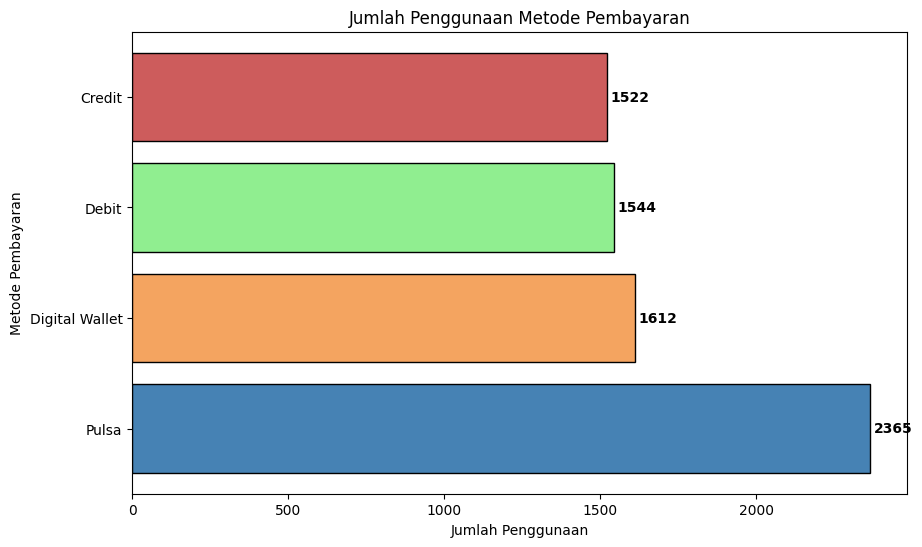 Jumlah Penggunaan Metode Pembayaran
Metode Pembayaran
Credit
1522
Debit
1544
Digital Wallet
1612
Pulsa
2365
0
500
1000
1500
2000
Jumlah Penggunaan